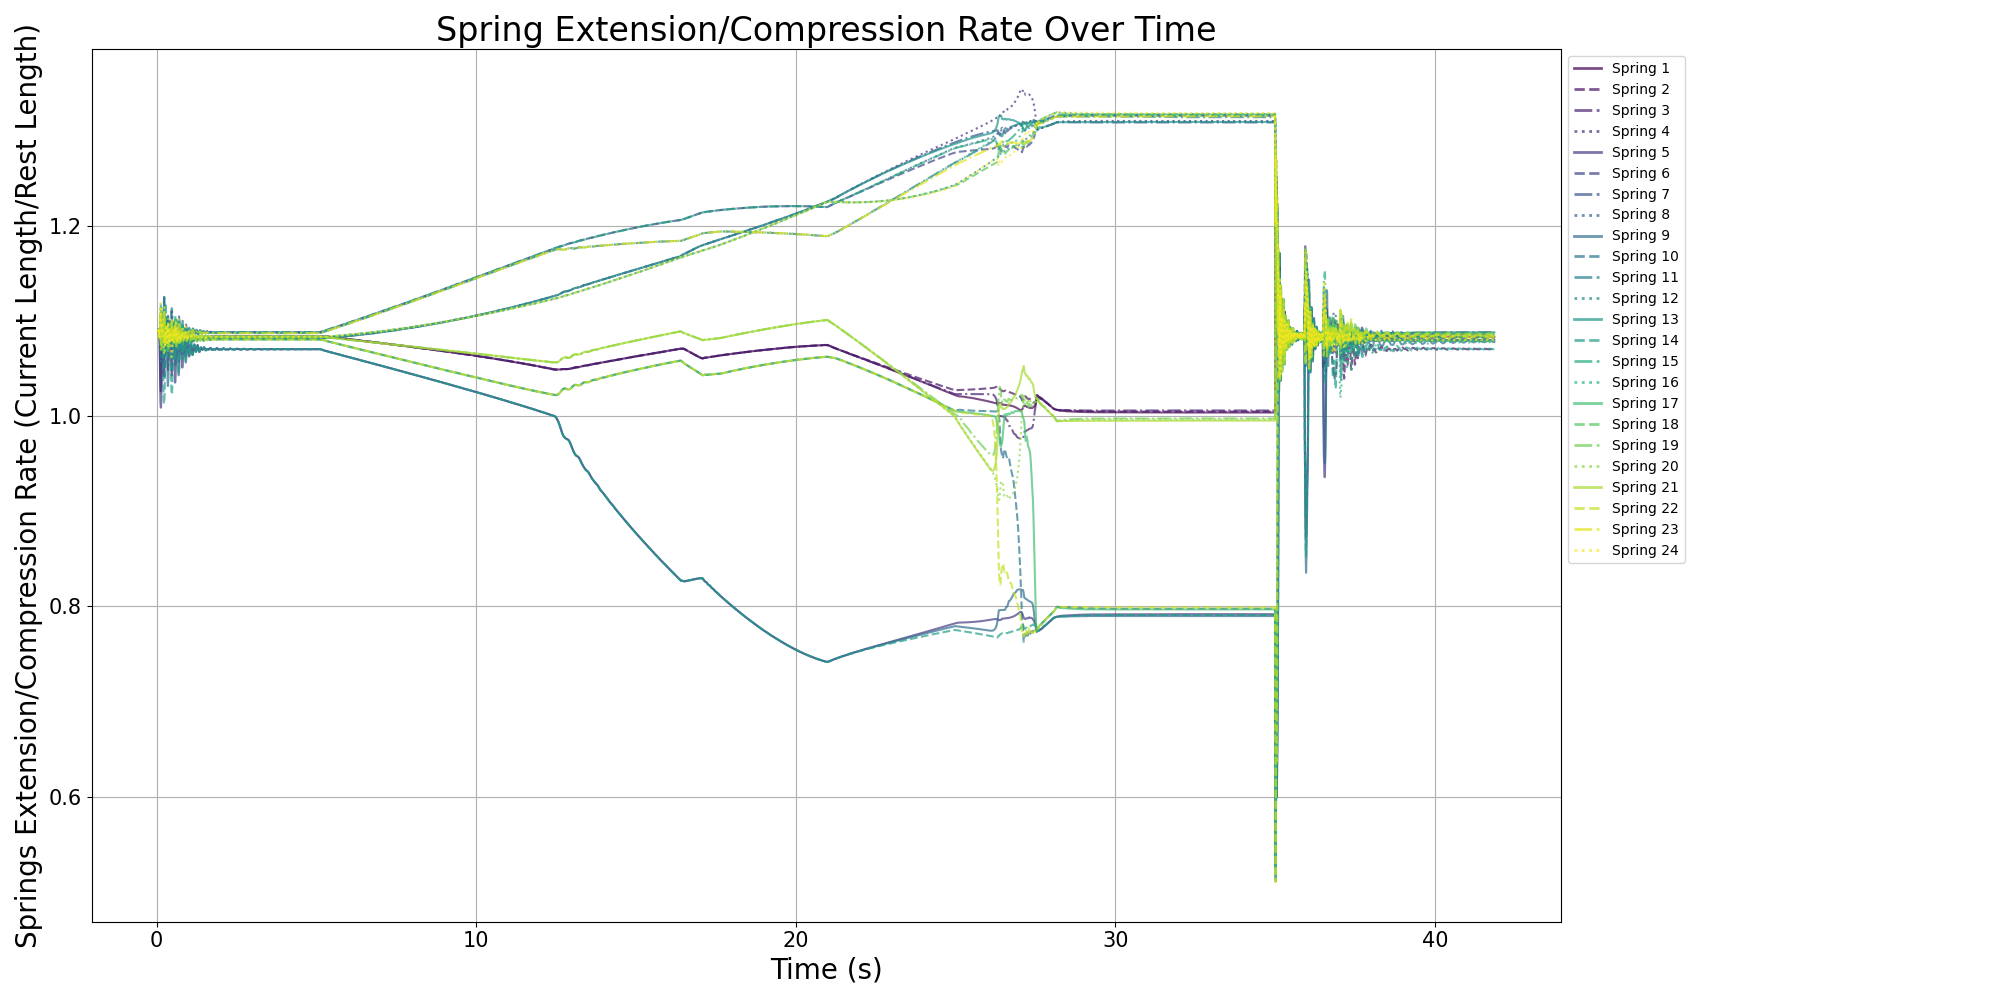 Spring Extension/Compression Rate Over Time
Springs Extension/Compression Rate (Current Length/Rest Length)
1.2
1.0
0.8
0.6
0
10
20
30
40
Time (s)
Spring 1
Spring 2
Spring 3
Spring 4
Spring 5
Spring 6
Spring 7
Spring 8
Spring 9
Spring 10
Spring 11
Spring 12
Spring 13
Spring 14
Spring 15
Spring 16
Spring 17
Spring 18
Spring 19
Spring 20
Spring 21
Spring 22
Spring 23
Spring 24